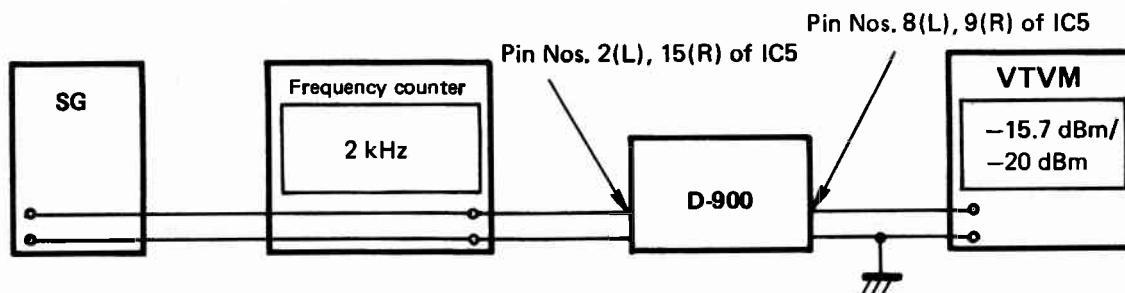 Pin Nos. 8(L), 9(R) of IC5
Pin Nos. 2(L), 15(R) of IC5
SG
Frequency counter
2 kHz
D-900
VTVM
−15.7 dBm/
−20 dBm